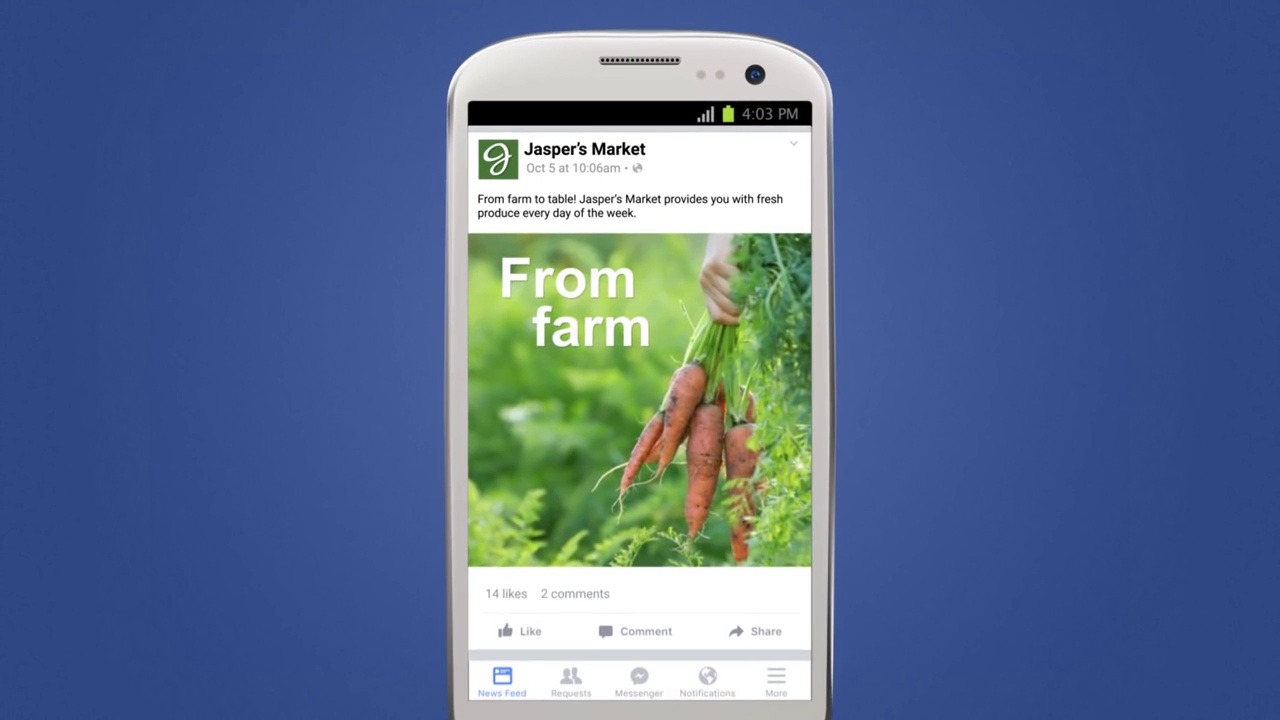 4:03 PM
Jasper's Market
Oct 5 at 10:06am
From farm to table! Jasper's Market provides you with fresh
produce every day of the week.
From
farm
14 likes 2 comments
Like Comment Share
News Feed Requests Messenger Notifications More